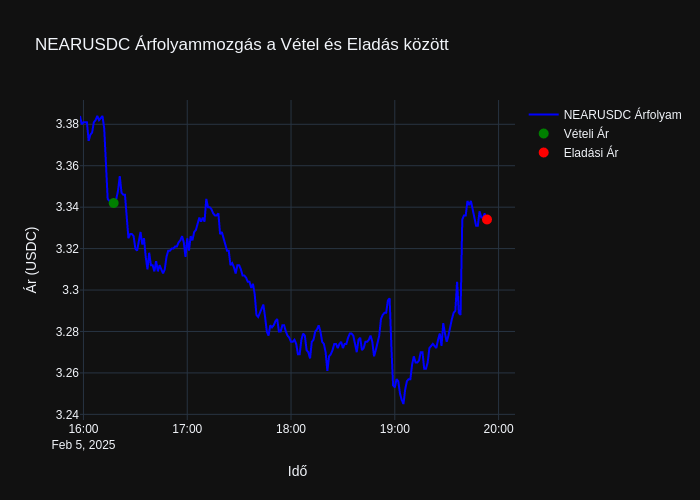 NEARUSDC Árfolyammozgás a Vétel és Eladás között
NEARUSDC Árfolyam
Vételi Ár
Eladási Ár
Ár (USDC)
3.38
3.36
3.34
3.32
3.3
3.28
3.26
3.24
16:00
17:00
18:00
19:00
20:00
Feb 5, 2025
Idő